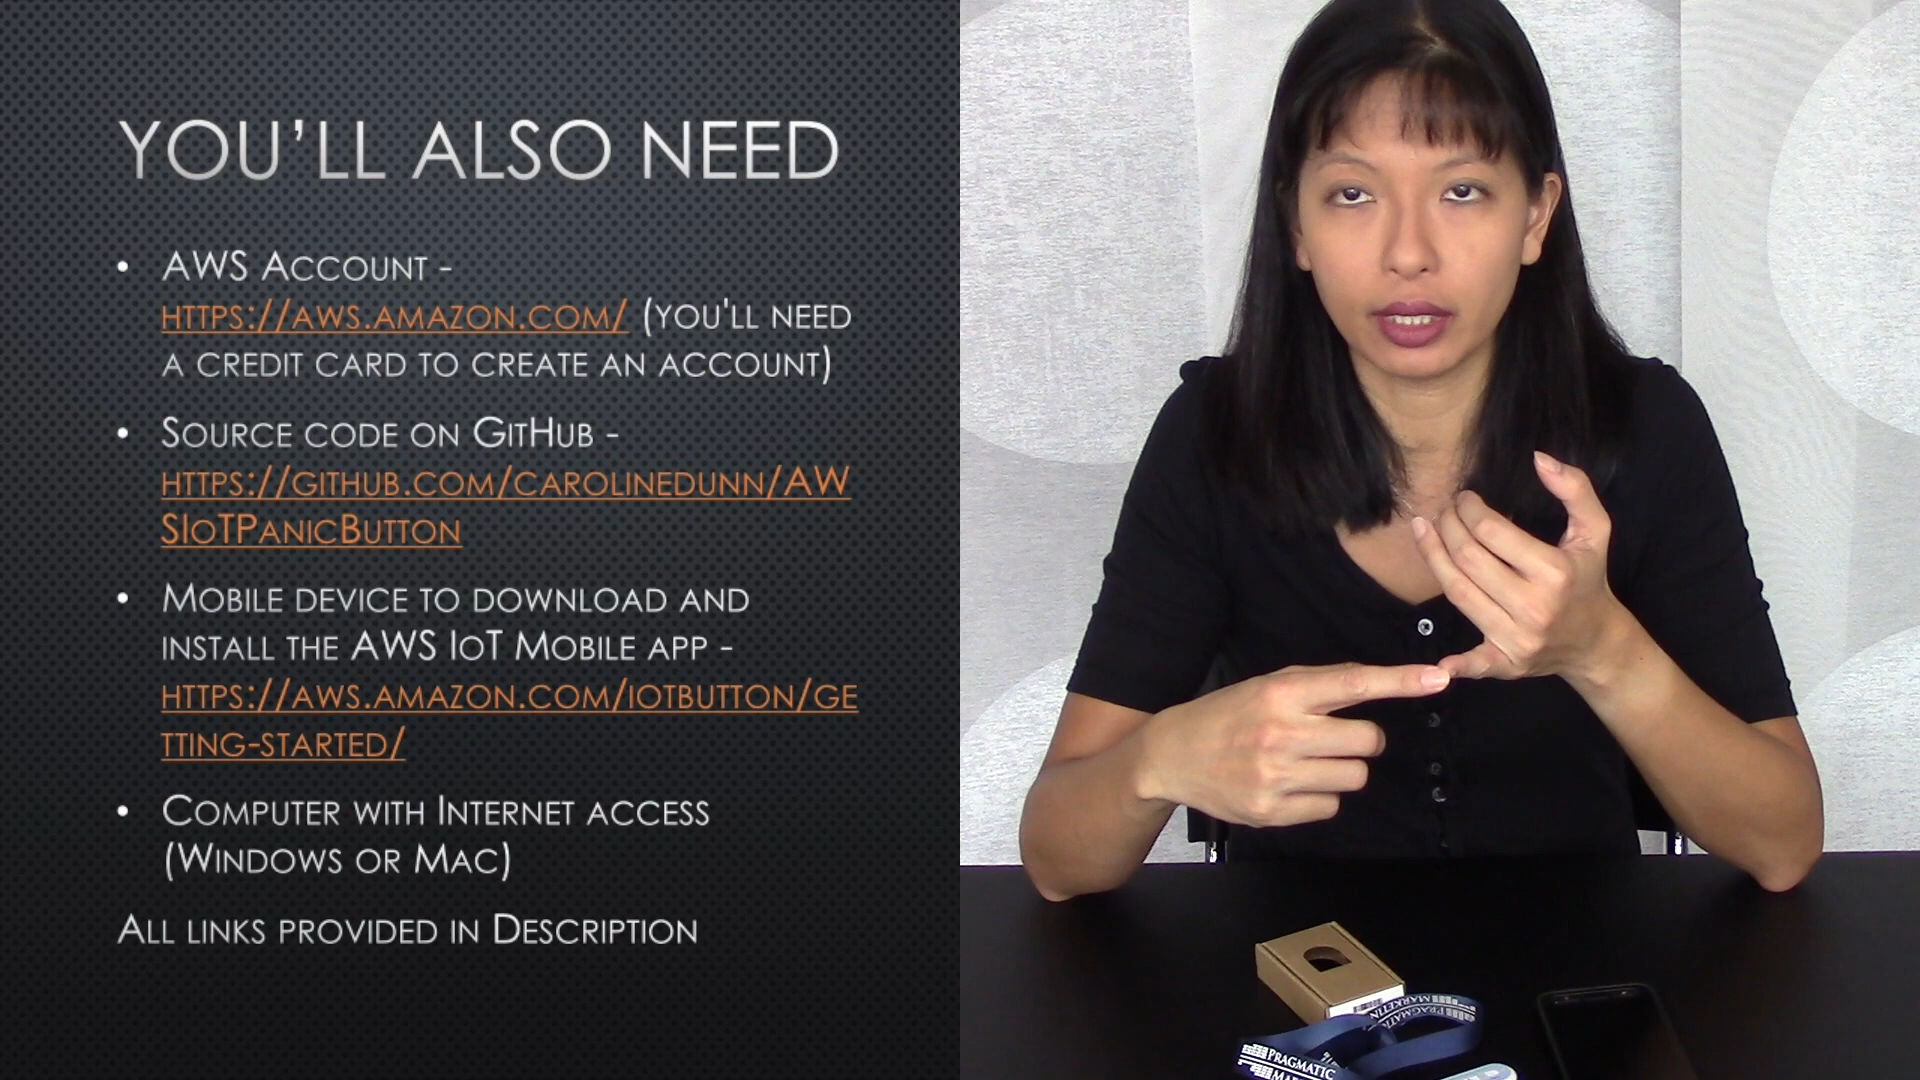 YOU'LL ALSO NEED
• AWS Account -
https://aws.amazon.com/ (you'll need
a credit card to create an account)
• Source code on GitHub -
https://github.com/carolinedunn/AW
SIoTPanicButton
• Mobile device to download and
install the AWS IoT Mobile app -
https://aws.amazon.com/iotbutton/ge
tting-started/
• Computer with Internet access
(Windows or Mac)
All links provided in Description
PRAGMATIC
MARKETIN
PRAGMATIC